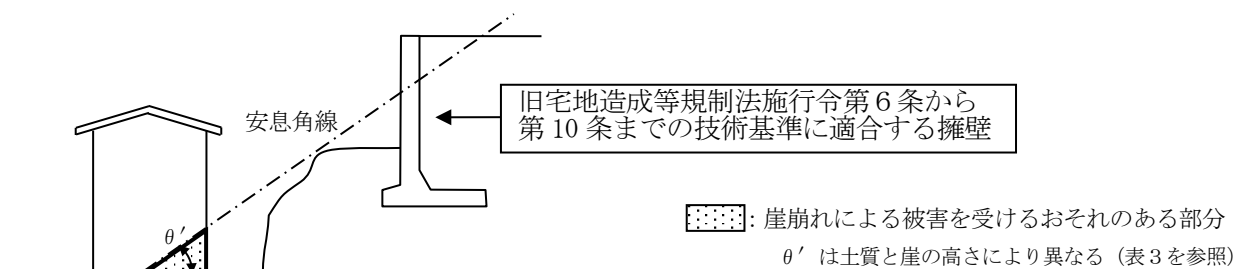 安息角線
旧宅地造成等規制法施行令第６条から
第 10 条までの技術基準に適合する擁壁
θ′
：崖崩れによる被害を受けるおそれのある部分
θ′は土質と崖の高さにより異なる（表３を参照）